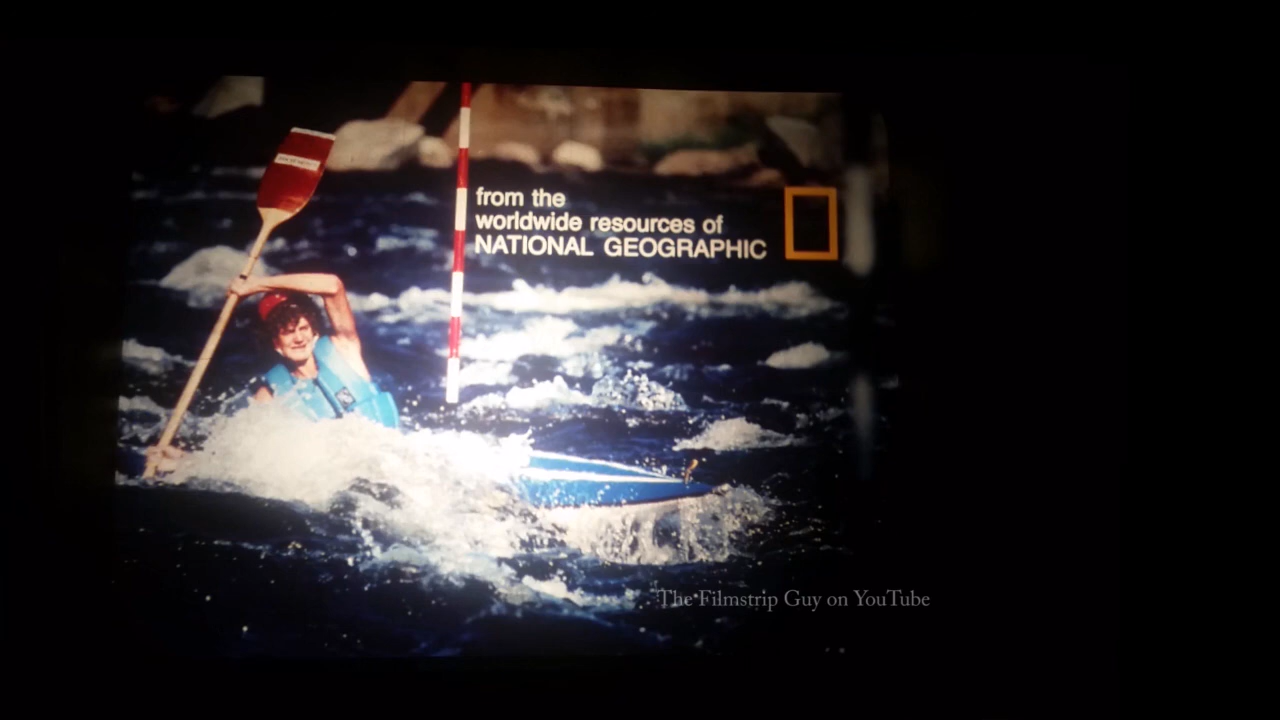 from the
worldwide resources of
NATIONAL GEOGRAPHIC
The Filmstrip Guy on YouTube